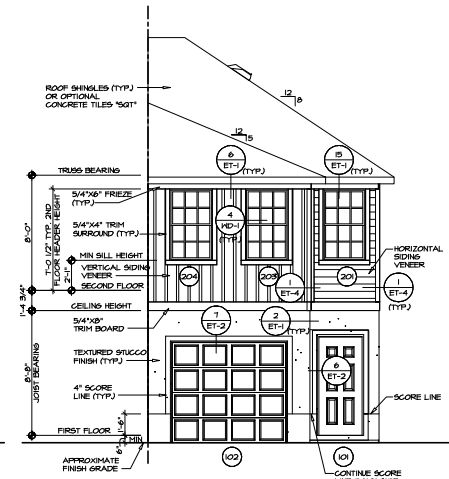 ROOF SHINGLES (TYP.)
OR OPTIONAL
CONCRETE TILES "SQT"
12
8
12
5
6
ET-1
(TYP.)
15
ET-1
(TYP.)
TRUSS BEARING
5/4"X6" FRIEZE
(TYP.)
5/4"X4" TRIM
SURROUND (TYP.)
4
WD-1
(TYP.)
8'-0"
7'-0 1/2" TYP. 2ND
FLOOR HEADER HEIGHT
2'-1"
MIN SILL HEIGHT
VERTICAL SIDING
VENEER
SECOND FLOOR
204
203
201
HORIZONTAL
SIDING
VENEER
1
ET-4
(TYP.)
1
ET-4
(TYP.)
1'-4 3/4"
CEILING HEIGHT
5/4"X8"
TRIM BOARD
7
ET-2
2
ET-1
(TYP.)
TEXTURED STUCCO
FINISH (TYP.)
8'-8"
JOIST BEARING
4" SCORE
LINE (TYP.)
6
ET-2
(TYP.)
SCORE LINE
1'-6"
FIRST FLOOR
6"
MIN
APPROXIMATE
FINISH GRADE
102
101
CONTINUE SCORE